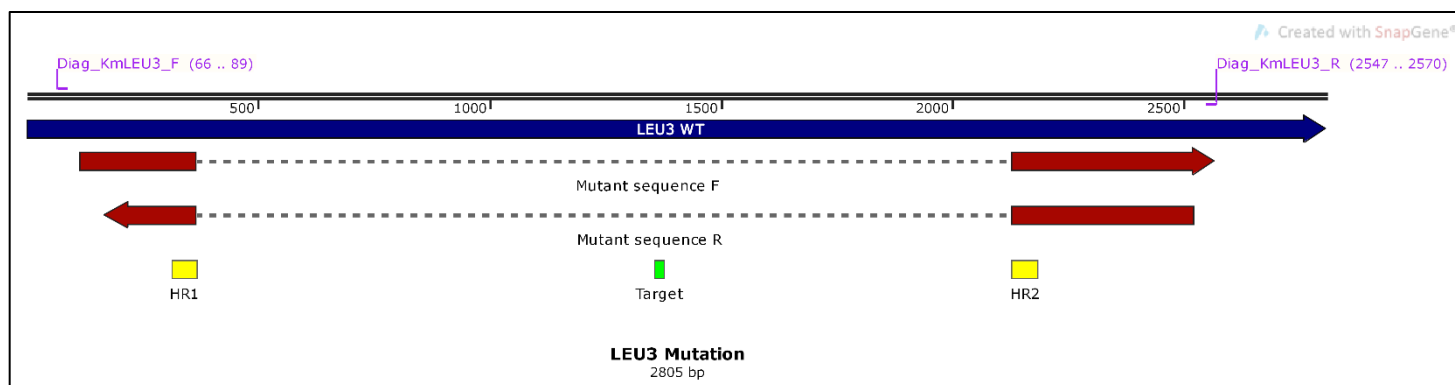 Created with SnapGene®
Diag_KmLEU3_F (66 .. 89)
Diag_KmLEU3_R (2547 .. 2570)
500 1000 1500 2000 2500
LEU3 WT
Mutant sequence F
Mutant sequence R
HR1 Target HR2
LEU3 Mutation
2805 bp